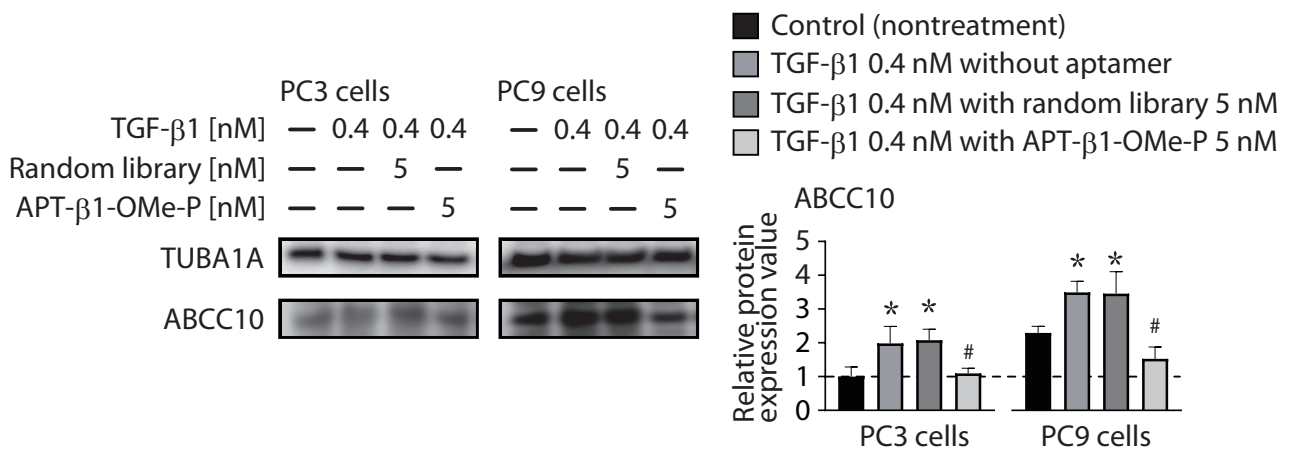 PC3 cells PC9 cells
TGF-β1 [nM] — 0.4 0.4 0.4 — 0.4 0.4 0.4
Random library [nM] — — 5 — — — 5 —
APT-β1-OMe-P [nM] — — — 5 — — — 5
TUBA1A
ABCC10
Control (nontreatment)
TGF-β1 0.4 nM without aptamer
TGF-β1 0.4 nM with random library 5 nM
TGF-β1 0.4 nM with APT-β1-OMe-P 5 nM
ABCC10
Relative protein
expression value
5
4
3
2
1
0
* * # * * #
PC3 cells PC9 cells